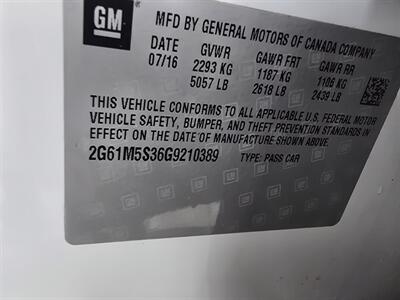 GM
MFD BY GENERAL MOTORS OF CANADA COMPANY
07/16 GVWR GAWR FRT GAWR RR
2293 KG 1187 KG 1106 KG
5057 LB 2618 LB 2439 LB
THIS VEHICLE CONFORMS TO ALL APPLICABLE U.S. FEDERAL MOTOR
VEHICLE SAFETY, BUMPER, AND THEFT PREVENTION STANDARDS IN
EFFECT ON THE DATE OF MANUFACTURE SHOWN ABOVE.
2G61M5S36G9210389 TYPE: PASS CAR